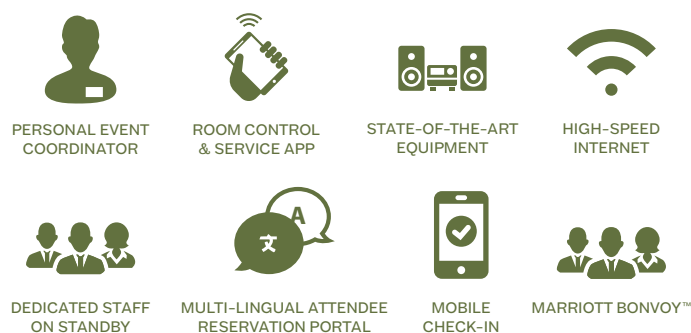 PERSONAL EVENT
COORDINATOR
ROOM CONTROL
& SERVICE APP
STATE-OF-THE-ART
EQUIPMENT
HIGH-SPEED
INTERNET
A
文
DEDICATED STAFF
ON STANDBY
MULTI-LINGUAL ATTENDEE
RESERVATION PORTAL
MOBILE
CHECK-IN
MARRIOTT BONVOY™